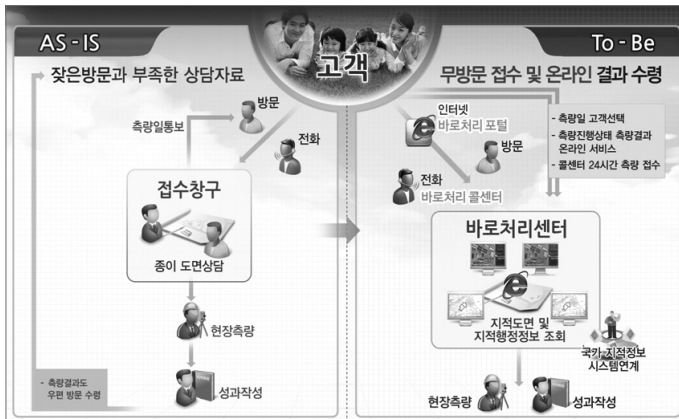 AS - IS
고객
To - Be
잦은방문과 부족한 상담자료
방문
측량일통보
전화
접수창구
종이 도면상담
현장측량
성과작성
- 측량결과도
우편 방문 수령
무방문 접수 및 온라인 결과 수령
인터넷
바로처리 포털
방문
전화
바로처리 콜센터
- 측량일 고객선택
- 측량진행상태 측량결과
온라인 서비스
- 콜센터 24시간 측량 접수
바로처리센터
지적도면 및
지적행정정보 조회
국가 지적정보
시스템연계
현장측량
성과작성